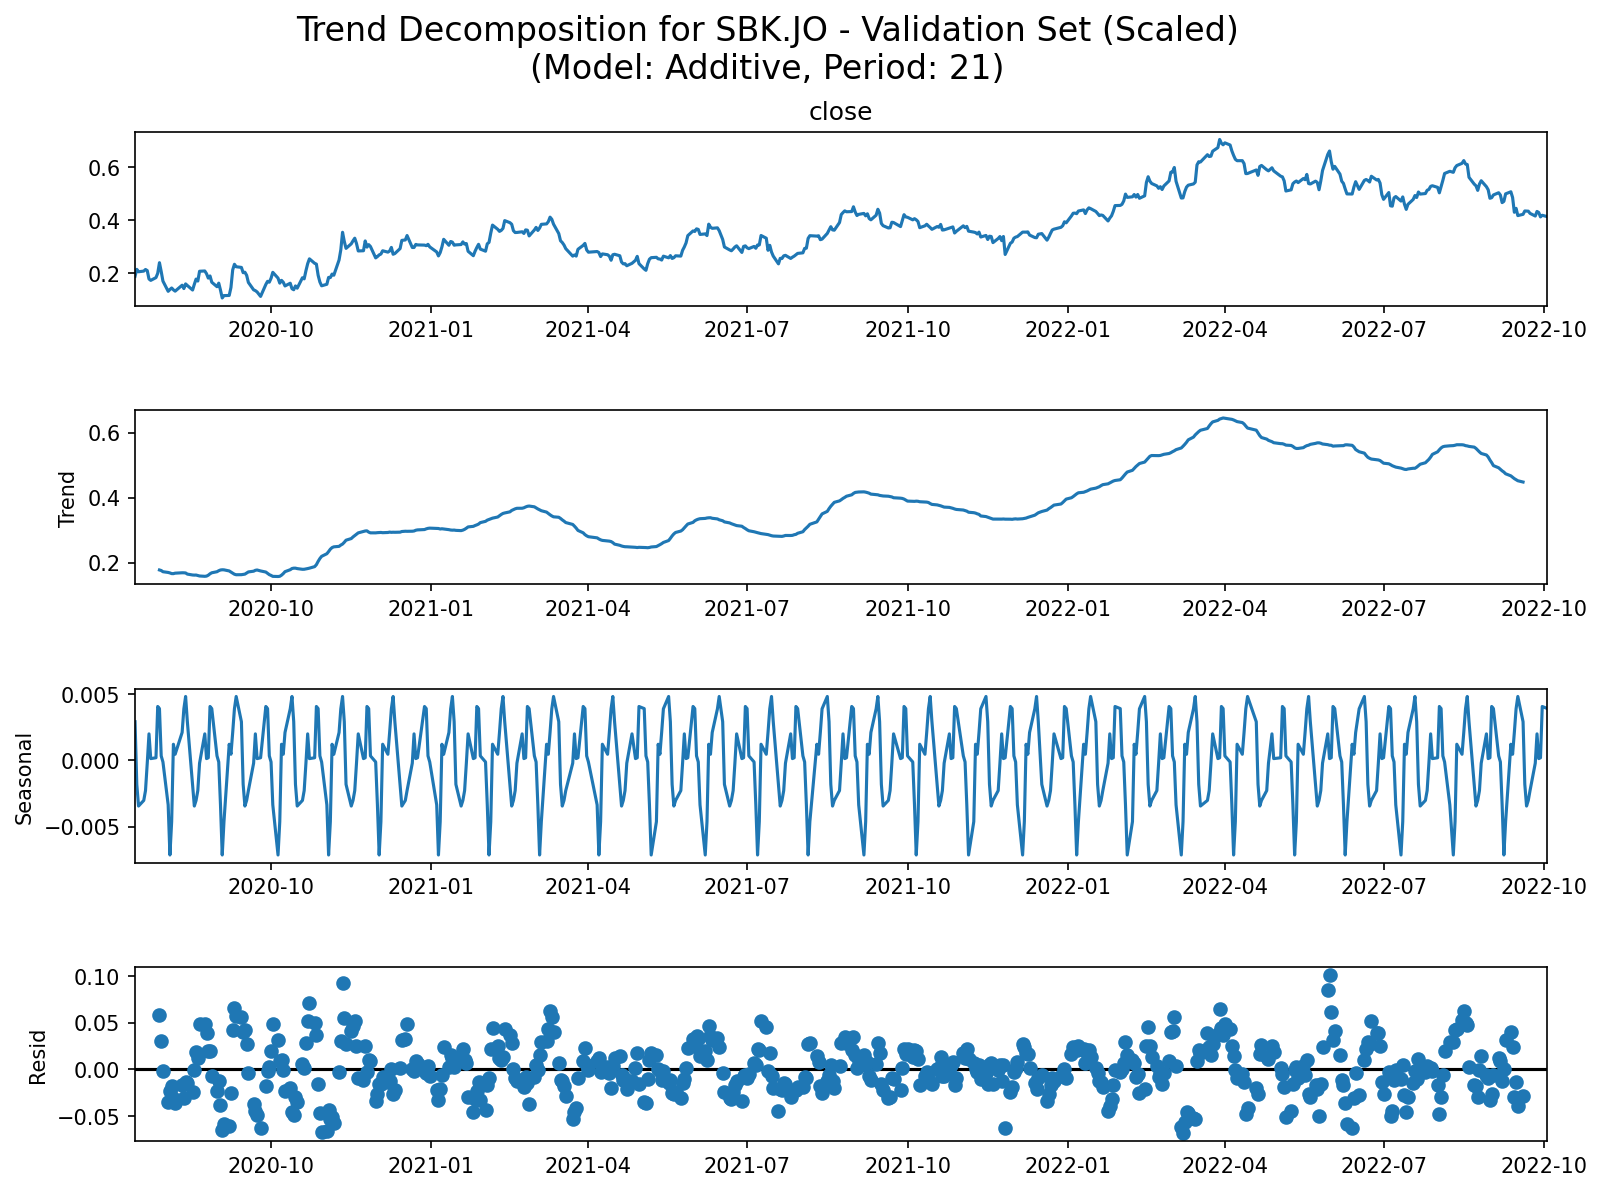 Trend Decomposition for SBK.JO - Validation Set (Scaled)
(Model: Additive, Period: 21)
close
0.6
0.4
0.2
2020-10 2021-01 2021-04 2021-07 2021-10 2022-01 2022-04 2022-07 2022-10
Trend
0.6
0.4
0.2
2020-10 2021-01 2021-04 2021-07 2021-10 2022-01 2022-04 2022-07 2022-10
Seasonal
0.005
0.000
−0.005
2020-10 2021-01 2021-04 2021-07 2021-10 2022-01 2022-04 2022-07 2022-10
Resid
0.10
0.05
0.00
−0.05
2020-10 2021-01 2021-04 2021-07 2021-10 2022-01 2022-04 2022-07 2022-10